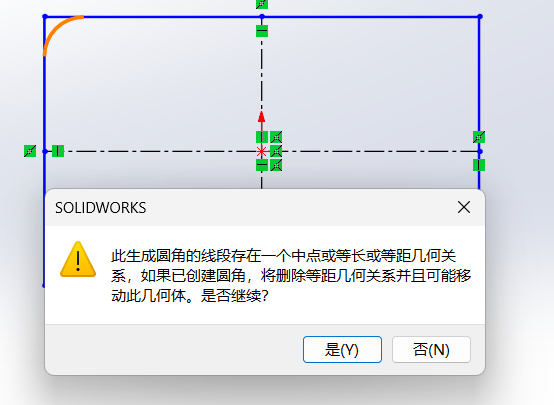 SOLIDWORKS
此生成圆角的线段存在一个中点或等长或等距几何关
系，如果已创建圆角，将删除等距几何关系并且可能移
动此几何体。是否继续?
是(Y)
否(N)